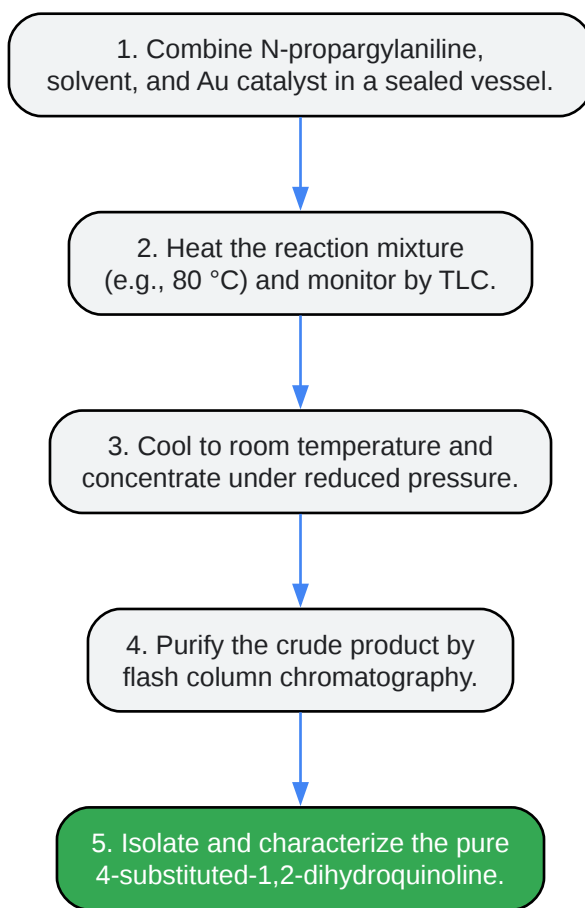 1. Combine N-propargylaniline,
solvent, and Au catalyst in a sealed vessel.
2. Heat the reaction mixture
(e.g., 80 °C) and monitor by TLC.
3. Cool to room temperature and
concentrate under reduced pressure.
4. Purify the crude product by
flash column chromatography.
5. Isolate and characterize the pure
4-substituted-1,2-dihydroquinoline.